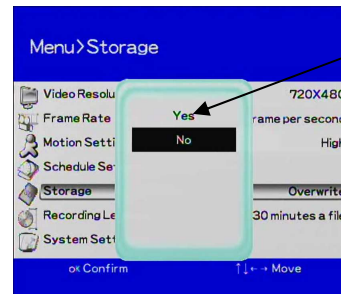 Menu>Storage
Video Resolu 720X480
Frame Rate rame per second
Yes
Motion Setti High
No
Schedule Se
Storage Overwrite
Recording Le 30 minutes a file
System Sett
OK Confirm ↑↓←→ Move